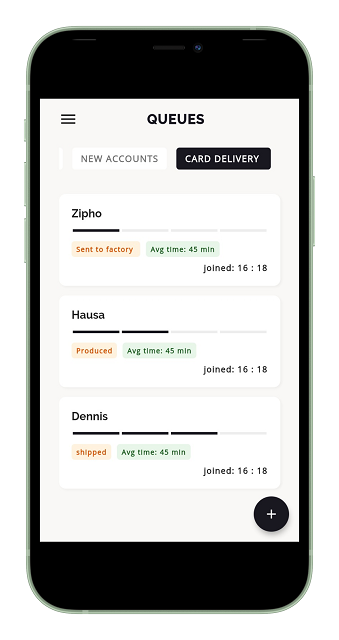 QUEUES
NEW ACCOUNTS CARD DELIVERY
Zipho
Sent to factory Avg time: 45 min
joined: 16 : 18
Hausa
Produced Avg time: 45 min
joined: 16 : 18
Dennis
shipped Avg time: 45 min
joined: 16 : 18
+